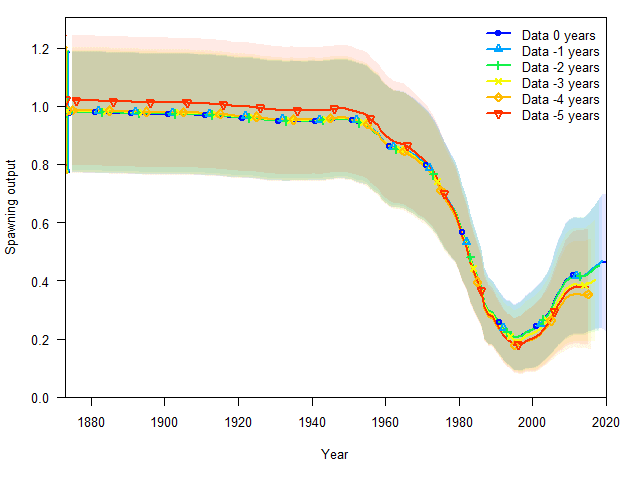 Data 0 years
Data -1 years
Data -2 years
Data -3 years
Data -4 years
Data -5 years
Spawning output
1.2
1.0
0.8
0.6
0.4
0.2
0.0
1880 1900 1920 1940 1960 1980 2000 2020
Year